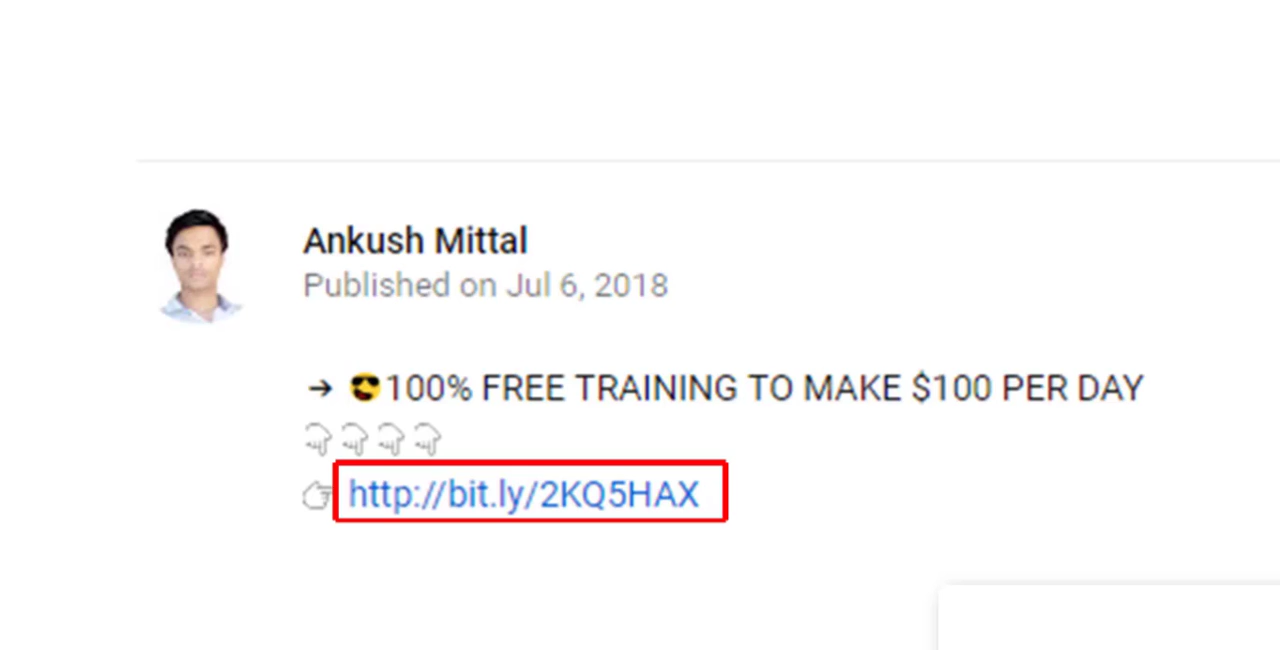 Ankush Mittal
Published on Jul 6, 2018
→ 😎100% FREE TRAINING TO MAKE $100 PER DAY
👇👇👇👇
👉http://bit.ly/2KQ5HAX